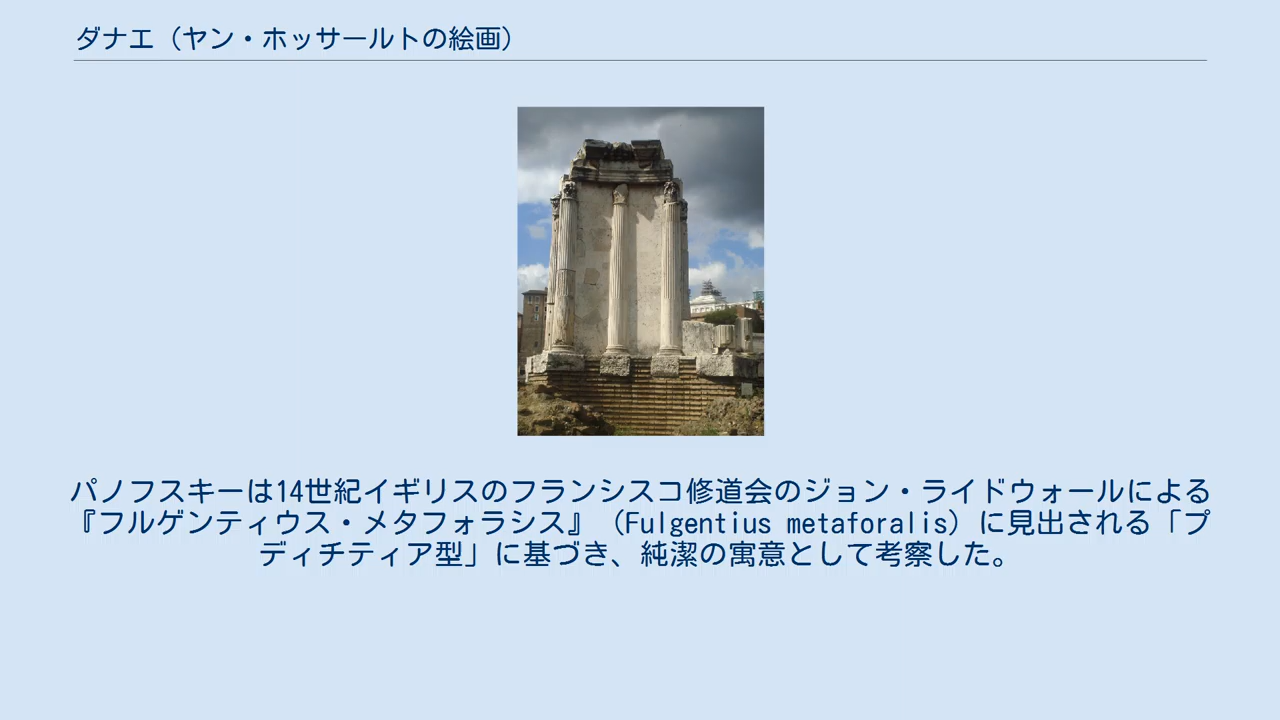 ダナエ（ヤン・ホッサールトの絵画）
パノフスキーは14世紀イギリスのフランシスコ修道会のジョン・ライドウォールによる
『フルゲンティウス・メタフォラシス』（Fulgentius metaforalis）に見出される「プ
ディチティア型」に基づき、純潔の寓意として考察した。